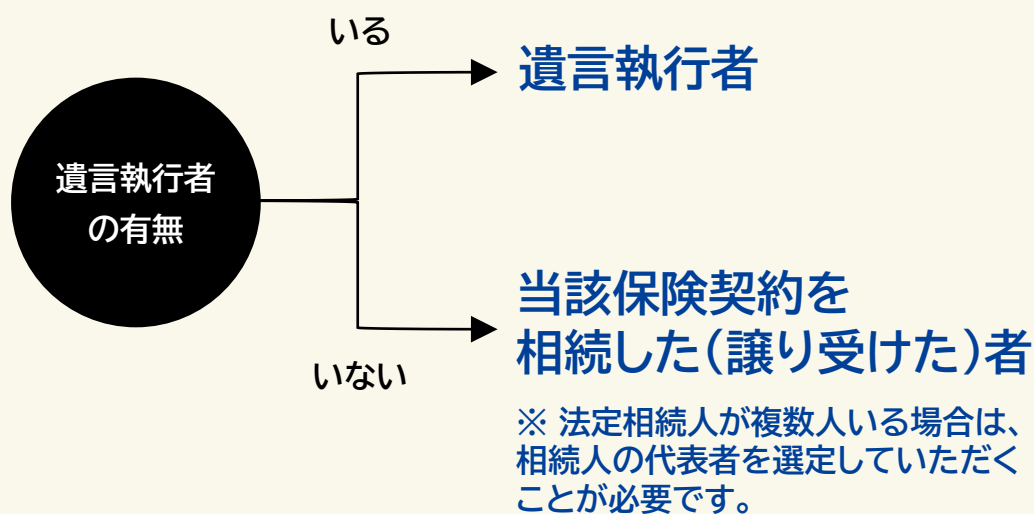 いる
遺言執行者
遺言執行者
の有無
当該保険契約を
相続した（譲り受けた）者
いない
※ 法定相続人が複数人いる場合は、
相続人の代表者を選定していただく
ことが必要です。